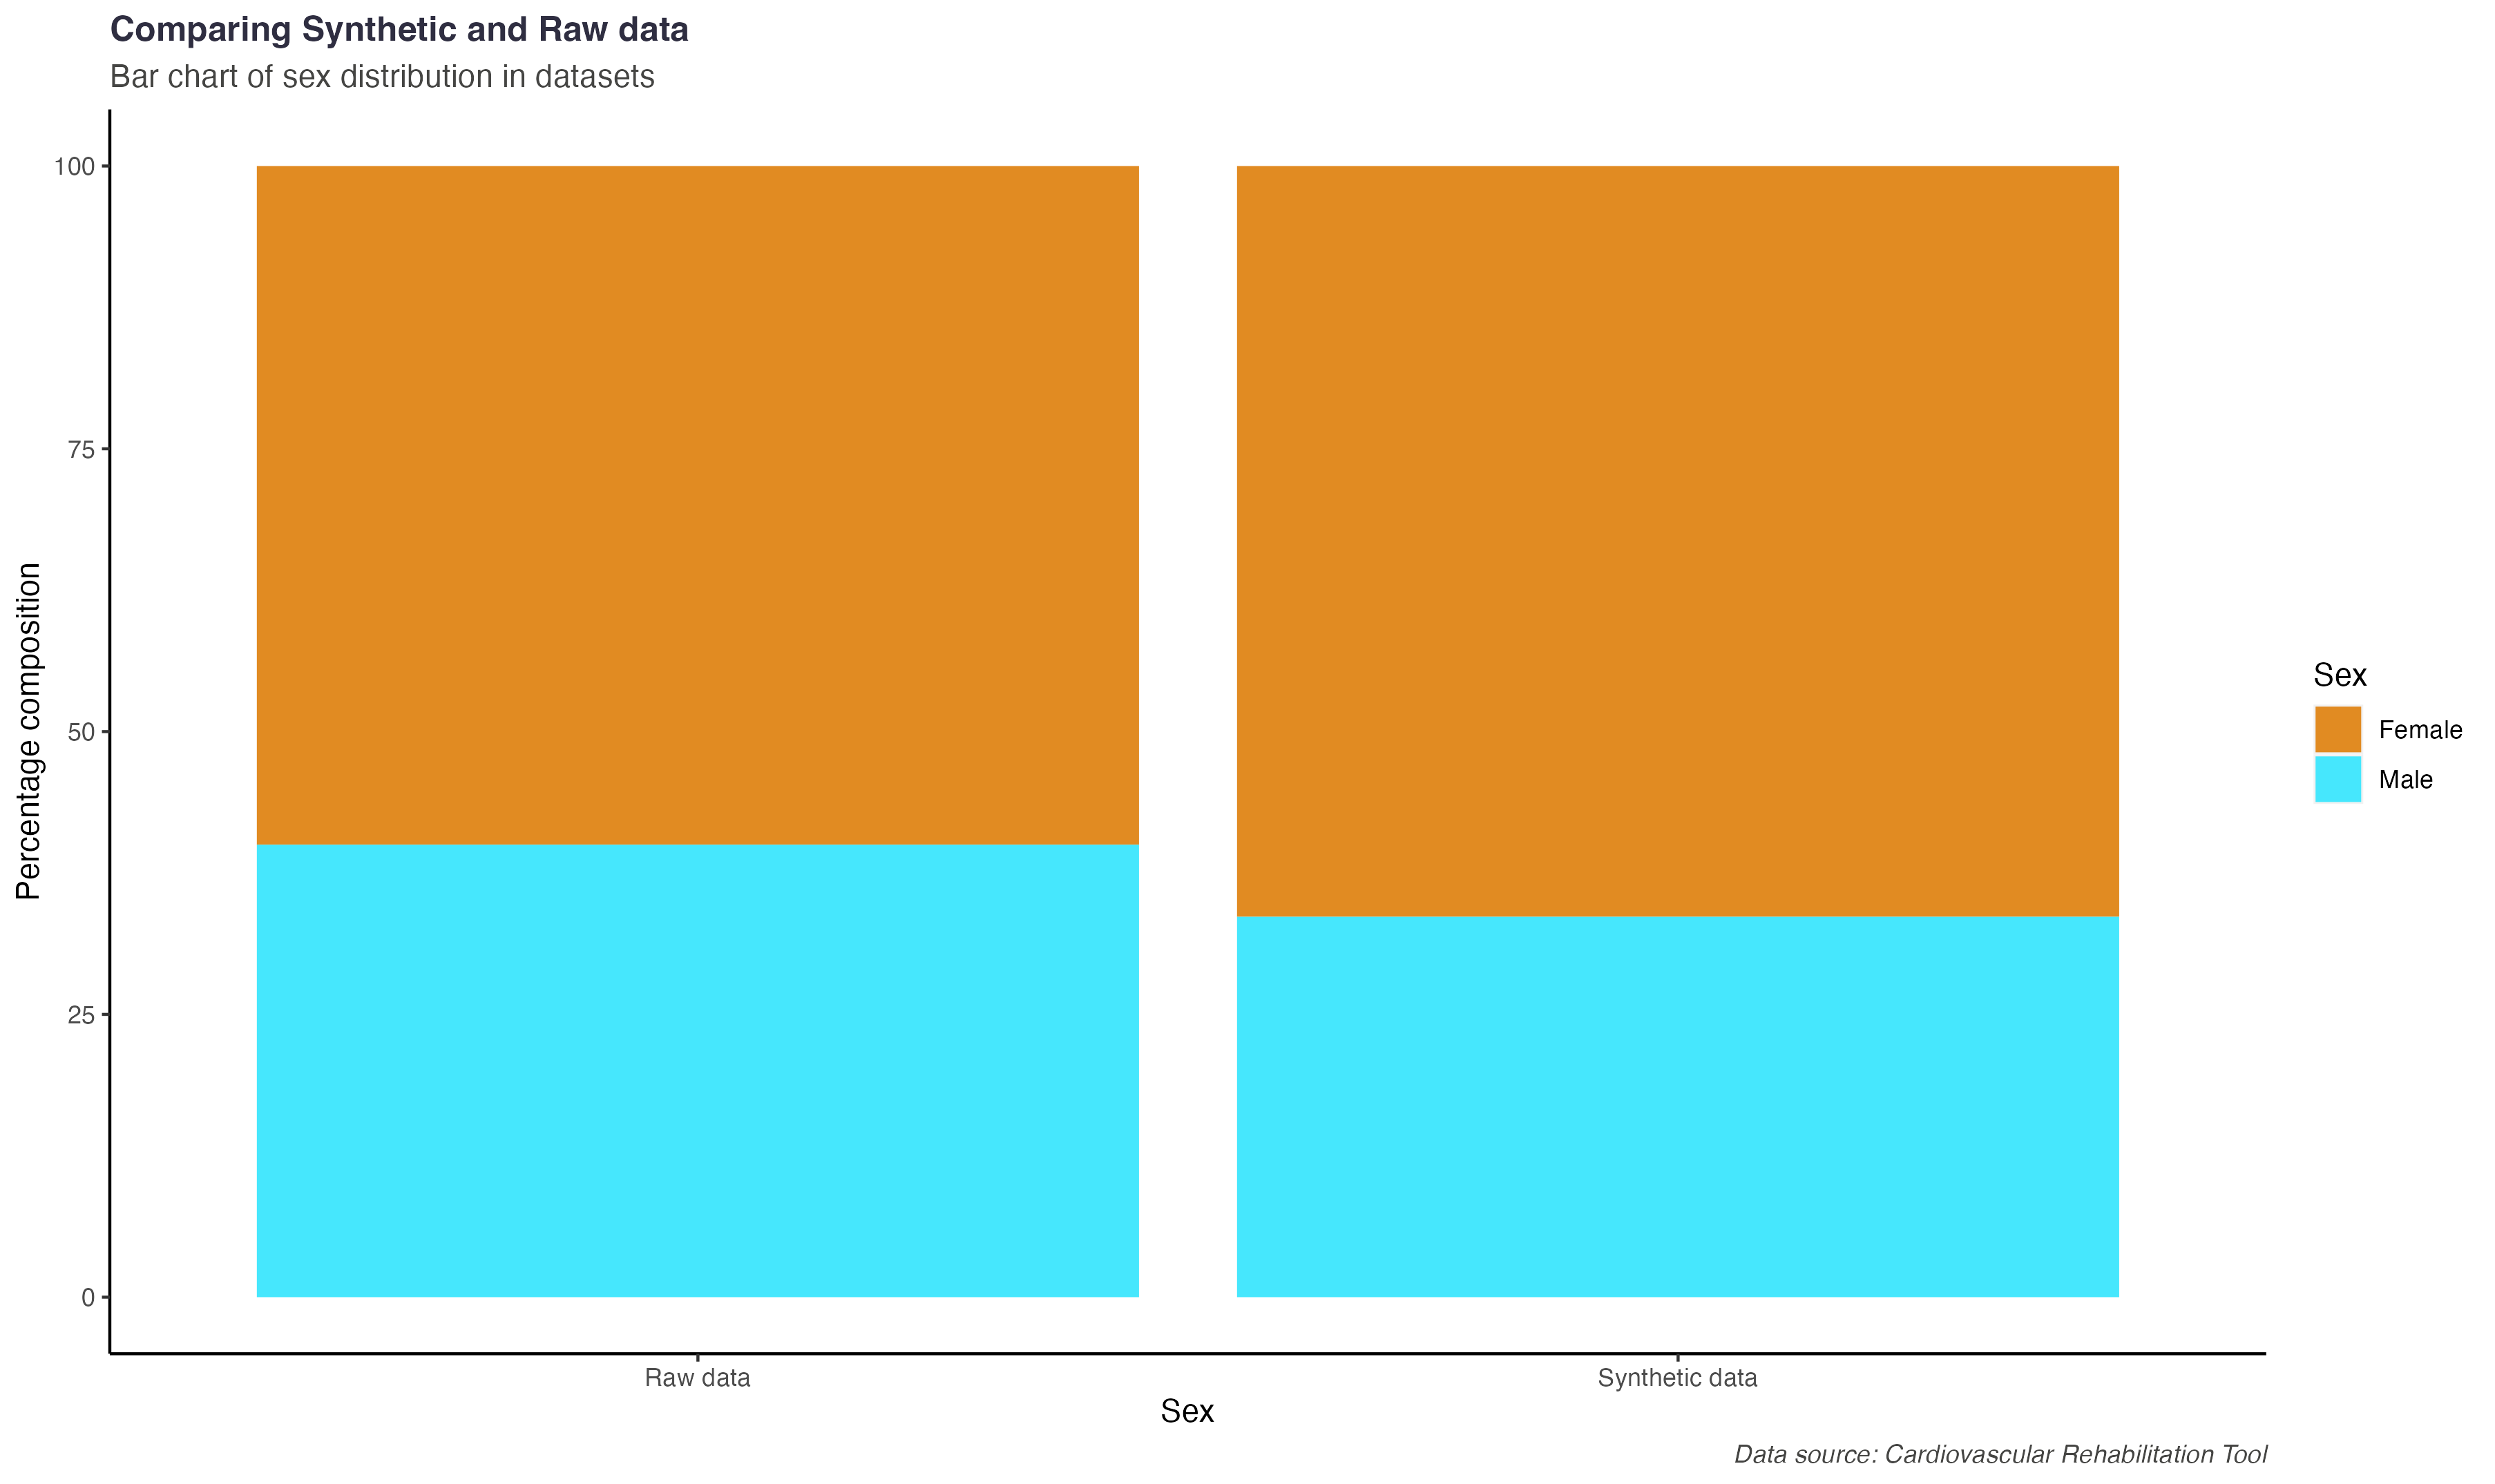 Comparing Synthetic and Raw data
Bar chart of sex distribution in datasets
100
75
50
25
0
Percentage composition
Raw data
Synthetic data
Sex
Sex
Female
Male
Data source: Cardiovascular Rehabilitation Tool